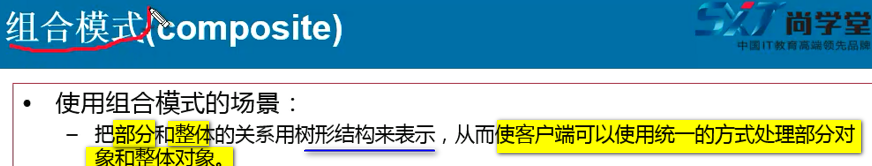 组合模式(composite)
SXT 尚学堂
中国IT教育高端领先品牌
• 使用组合模式的场景：
– 把部分和整体的关系用树形结构来表示，从而使客户端可以使用统一的方式处理部分对
象和整体对象。